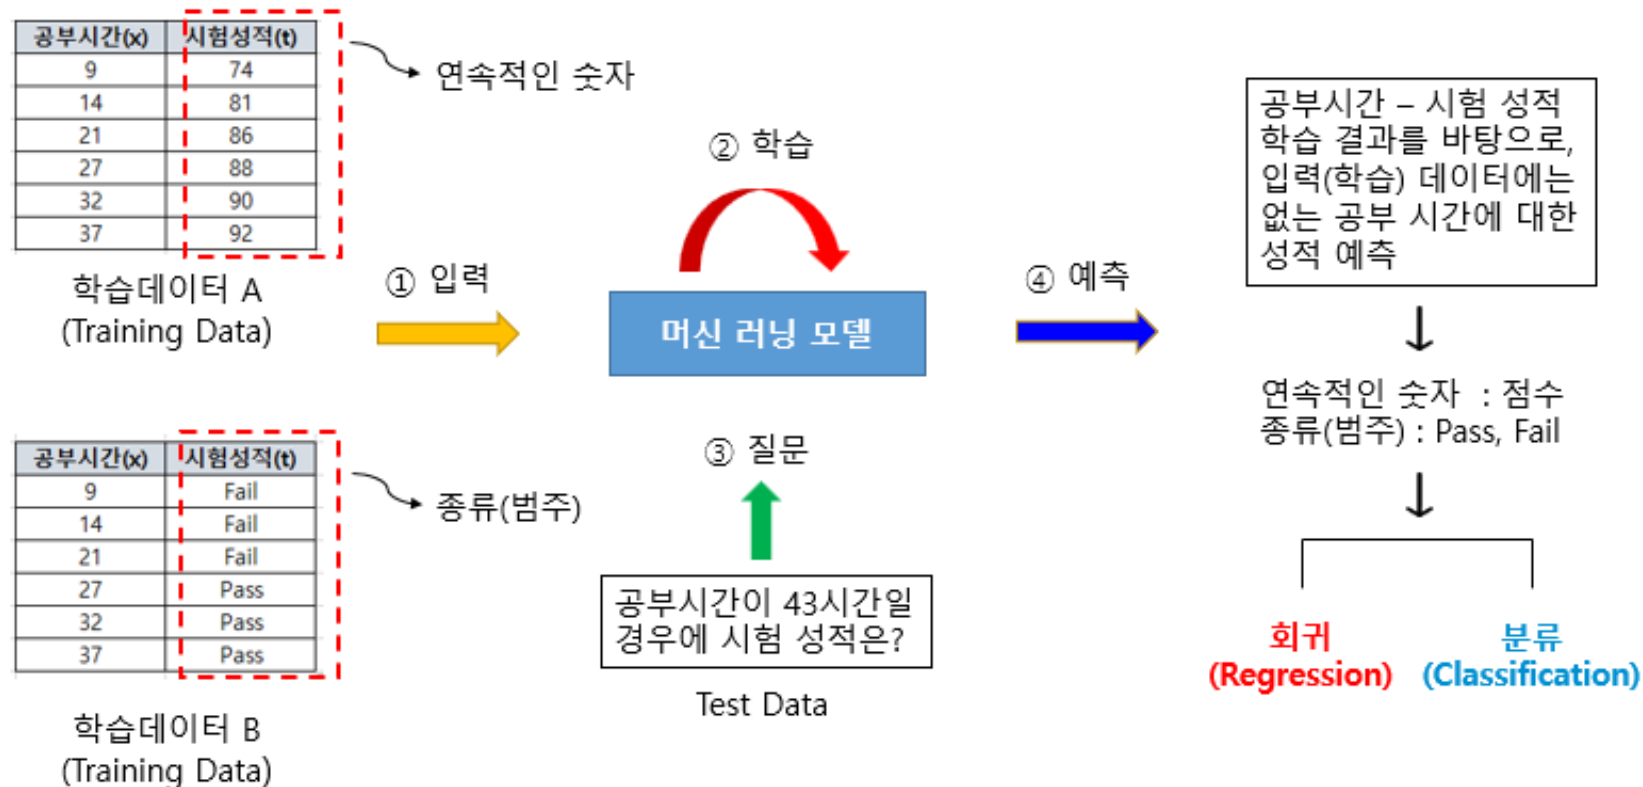 공부시간(x) 시험성적(t)
9 74
14 81
21 86
27 88
32 90
37 92
학습데이터 A
(Training Data)
연속적인 숫자
공부시간(x) 시험성적(t)
9 Fail
14 Fail
21 Fail
27 Pass
32 Pass
37 Pass
학습데이터 B
(Training Data)
종류(범주)
① 입력
② 학습
머신 러닝 모델
③ 질문
공부시간이 43시간일
경우에 시험 성적은?
Test Data
④ 예측
공부시간 – 시험 성적
학습 결과를 바탕으로,
입력(학습) 데이터에는
없는 공부 시간에 대한
성적 예측
연속적인 숫자 : 점수
종류(범주) : Pass, Fail
회귀
(Regression)
분류
(Classification)